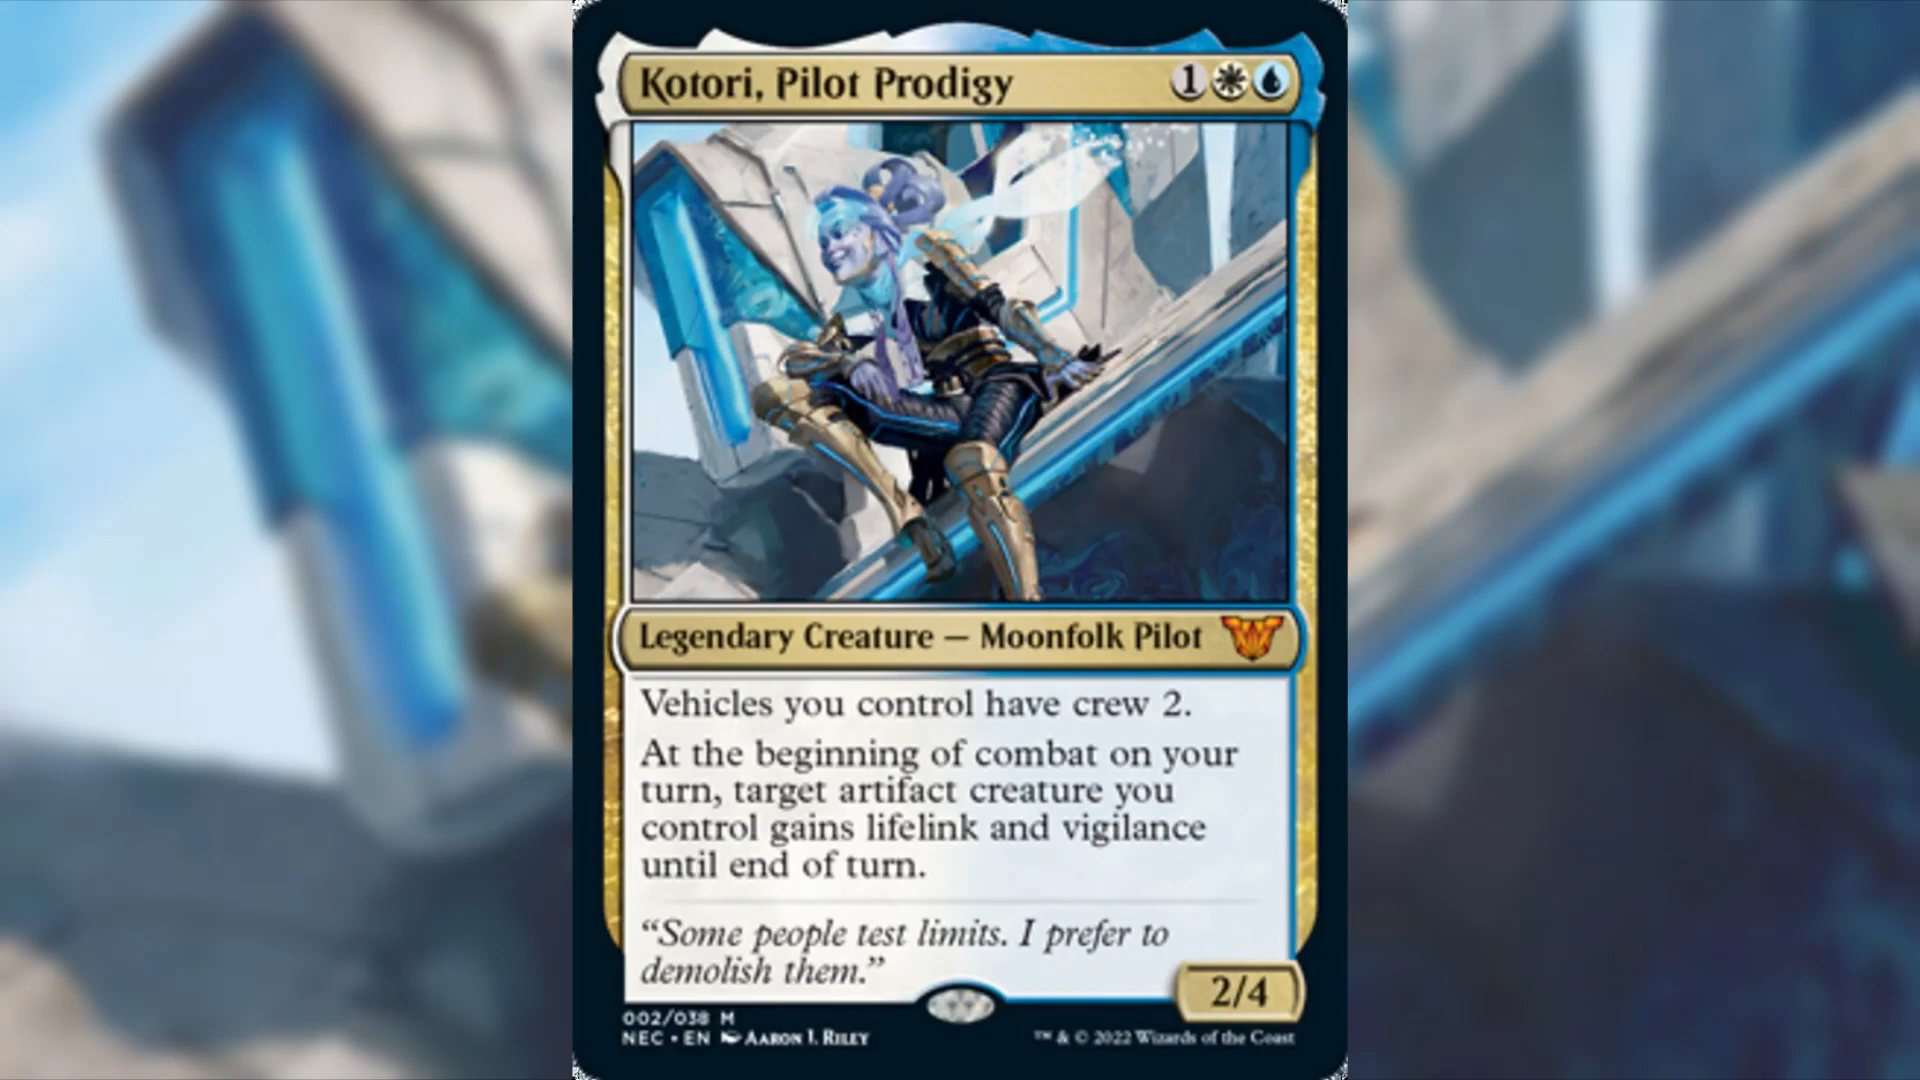 Kotori, Pilot Prodigy 1
Legendary Creature — Moonfolk Pilot
Vehicles you control have crew 2.
At the beginning of combat on your
turn, target artifact creature you
control gains lifelink and vigilance
until end of turn.
“Some people test limits. I prefer to
demolish them.”
2/4
002/038 M
NEC • EN Aaron J. Riley
™ & © 2022 Wizards of the Coast